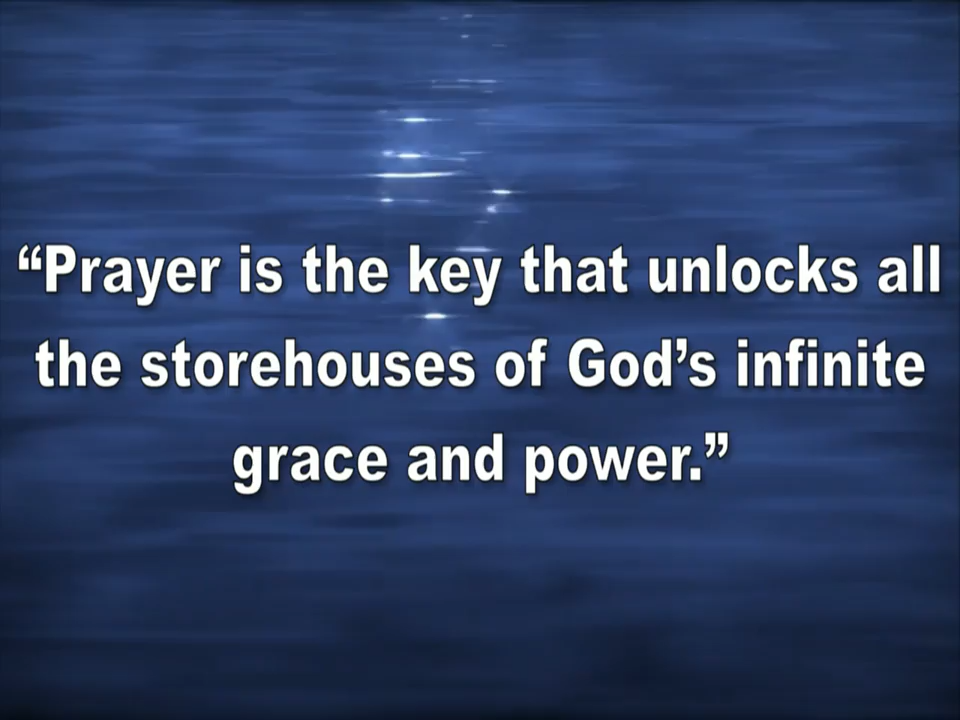 “Prayer is the key that unlocks all
the storehouses of God’s infinite
grace and power.”